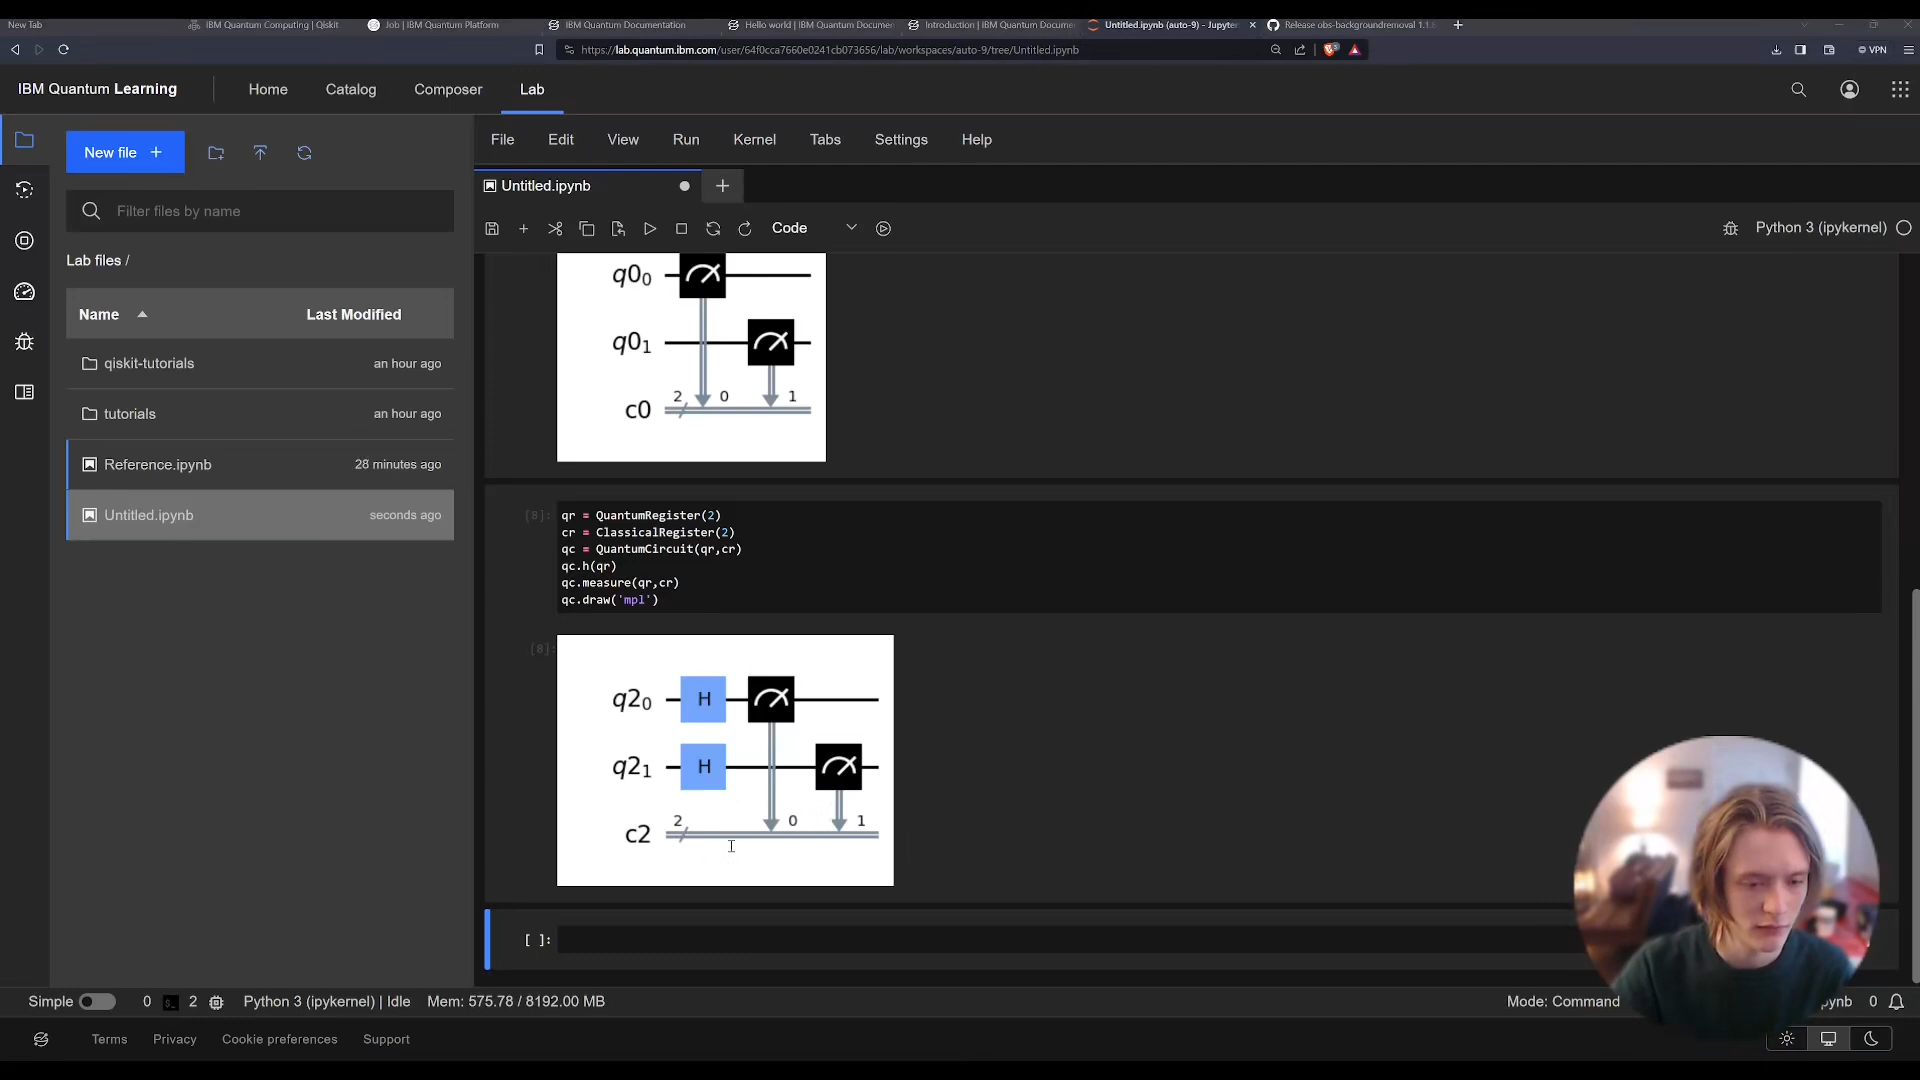 New Tab
IBM Quantum Computing | Qiskit
Job | IBM Quantum Platform
IBM Quantum Documentation
Hello world | IBM Quantum Documen
Introduction | IBM Quantum Docume
Untitled.ipynb (auto-9) - Jupyter
Release obs-backgroundremoval 1.1.
https://lab.quantum.ibm.com/user/64f0cca7660e0241cb073656/lab/workspaces/auto-9/tree/Untitled.ipynb
VPN
IBM Quantum Learning
Home
Catalog
Composer
Lab
New file +
File
Edit
View
Run
Kernel
Tabs
Settings
Help
Untitled.ipynb
Filter files by name
Code
Python 3 (ipykernel)
Lab files /
Name
Last Modified
qiskit-tutorials
an hour ago
tutorials
an hour ago
Reference.ipynb
28 minutes ago
Untitled.ipynb
seconds ago
q0₀
q0₁
2 0 1
c0
[8]:
qr = QuantumRegister(2)
cr = ClassicalRegister(2)
qc = QuantumCircuit(qr,cr)
qc.h(qr)
qc.measure(qr,cr)
qc.draw('mpl')
[8]:
q2₀ H
q2₁ H
2 0 1
c2
[ ]:
Simple
0
2
Python 3 (ipykernel) | Idle
Mem: 575.78 / 8192.00 MB
Mode: Command
ynb
0
Terms
Privacy
Cookie preferences
Support